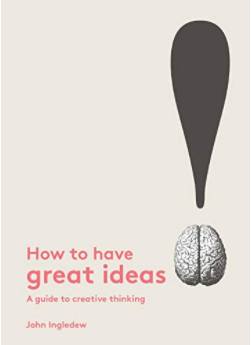 How to have
great ideas
A guide to creative thinking
John Ingledew